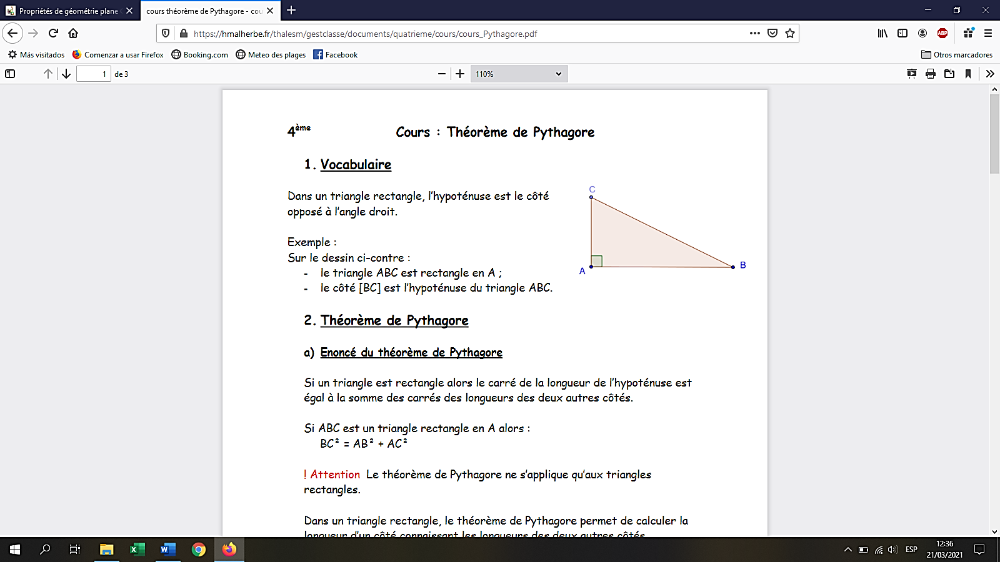 Propriétés de géométrie plane
cours théorème de Pythagore - cou
https://hmalherbe.fr/thalesm/gestclasse/documents/quatrieme/cours/cours_Pythagore.pdf
ABP
Más visitados Comenzar a usar Firefox Booking.com Meteo des plages Facebook Otros marcadores
1 de 3 110%
4ème Cours : Théorème de Pythagore
1. Vocabulaire
Dans un triangle rectangle, l'hypoténuse est le côté
opposé à l'angle droit.
C
A
B
Exemple :
Sur le dessin ci-contre :
- le triangle ABC est rectangle en A ;
- le côté [BC] est l'hypoténuse du triangle ABC.
2. Théorème de Pythagore
a) Enoncé du théorème de Pythagore
Si un triangle est rectangle alors le carré de la longueur de l'hypoténuse est
égal à la somme des carrés des longueurs des deux autres côtés.
Si ABC est un triangle rectangle en A alors :
BC² = AB² + AC²
! Attention Le théorème de Pythagore ne s'applique qu'aux triangles
rectangles.
Dans un triangle rectangle, le théorème de Pythagore permet de calculer la
longueur d'un côté connaissant les longueurs des deux autres côtés.
ESP
12:36
21/03/2021